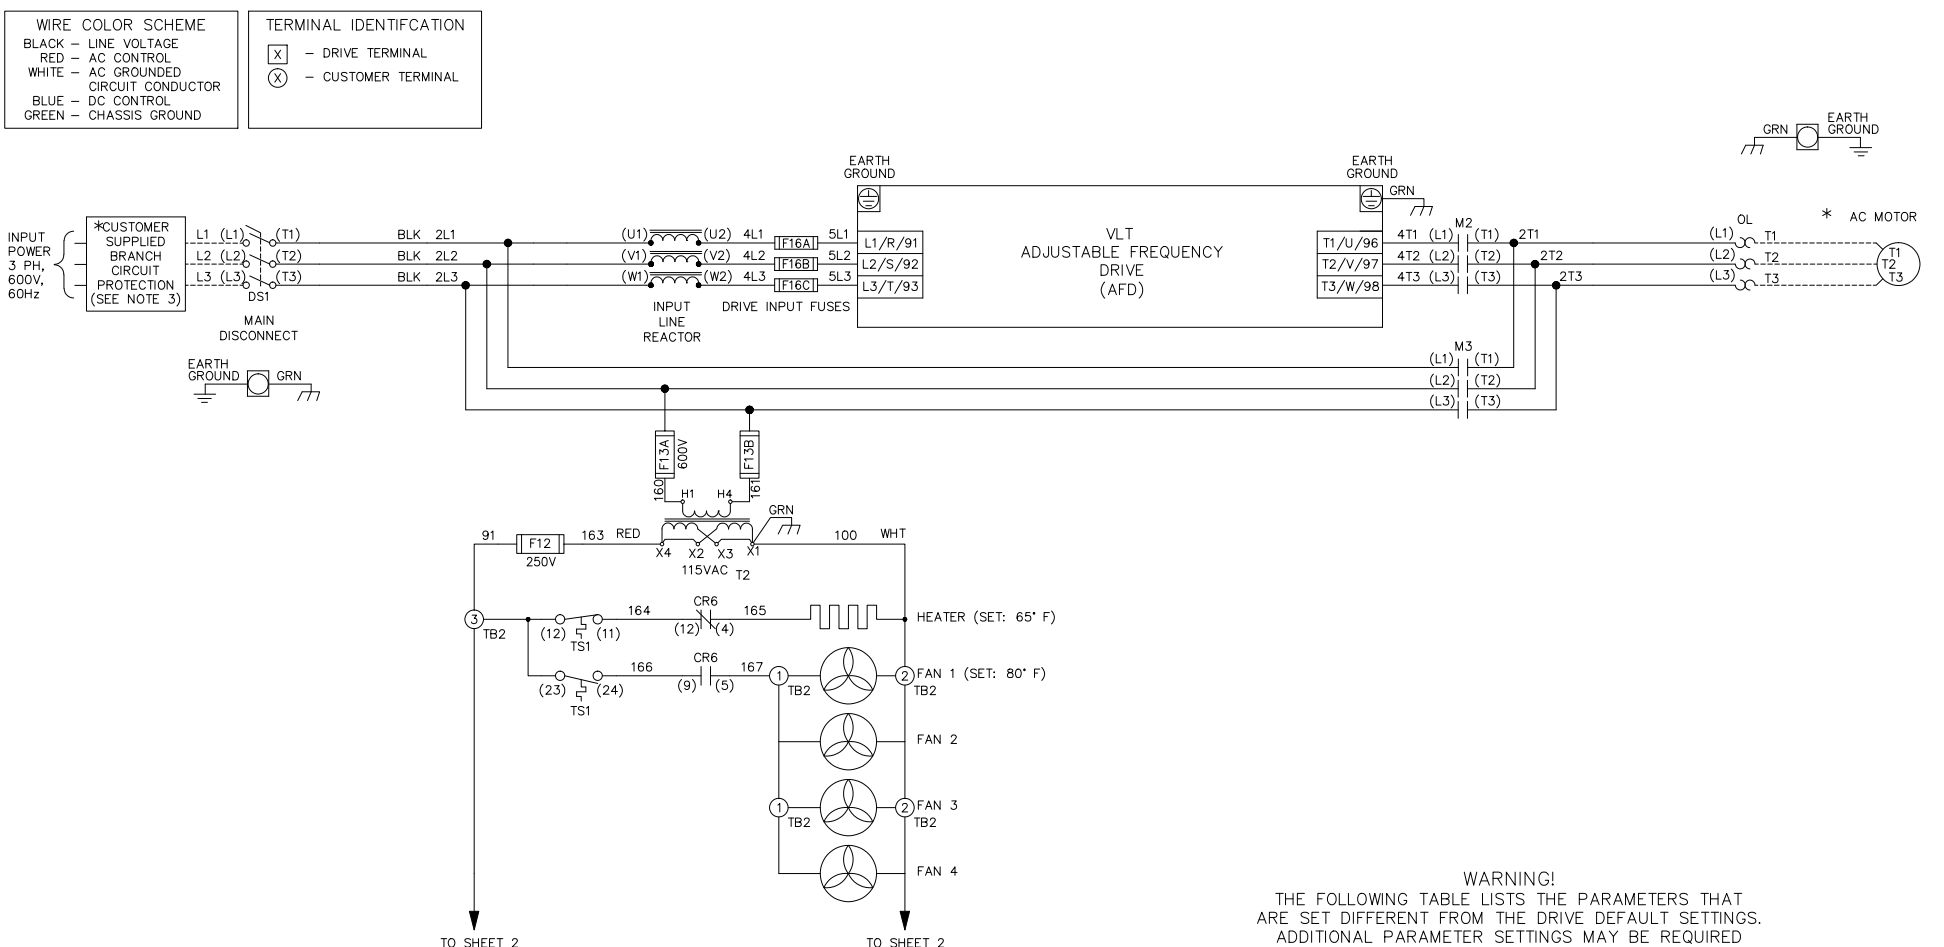 WIRE COLOR SCHEME
BLACK – LINE VOLTAGE
RED – AC CONTROL
WHITE – AC GROUNDED
CIRCUIT CONDUCTOR
BLUE – DC CONTROL
GREEN – CHASSIS GROUND
TERMINAL IDENTIFCATION
X – DRIVE TERMINAL
X – CUSTOMER TERMINAL
GRN
EARTH
GROUND
INPUT
POWER
3 PH,
600V,
60Hz
*CUSTOMER
SUPPLIED
BRANCH
CIRCUIT
PROTECTION
(SEE NOTE 3)
L1 (L1) (T1) BLK 2L1 (U1) (U2) 4L1 F16A 5L1 L1/R/91
L2 (L2) (T2) BLK 2L2 (V1) (V2) 4L2 F16B 5L2 L2/S/92
L3 (L3) (T3) BLK 2L3 (W1) (W2) 4L3 F16C 5L3 L3/T/93
DS1
MAIN
DISCONNECT
INPUT
LINE
REACTOR
DRIVE INPUT FUSES
EARTH
GROUND
VLT
ADJUSTABLE FREQUENCY
DRIVE
(AFD)
EARTH
GROUND
GRN
M2
T1/U/96 4T1 (L1) (T1) 2T1
T2/V/97 4T2 (L2) (T2) 2T2
T3/W/98 4T3 (L3) (T3) 2T3
OL
(L1) T1
(L2) T2
(L3) T3
* AC MOTOR
T1
T2
T3
M3
(L1) (T1)
(L2) (T2)
(L3) (T3)
EARTH
GROUND
GRN
F13A
600V
F13B
160
161
H1 H4
GRN
91 F12 163 RED
250V
X4 X2 X3 X1
100 WHT
115VAC T2
3
TB2
(12) (11)
TS1
164
CR6
(12) (4)
165
HEATER (SET: 65° F)
(23) (24)
TS1
166
CR6
(9) (5)
167
1
TB2
2
TB2
FAN 1 (SET: 80° F)
FAN 2
1
TB2
2
TB2
FAN 3
FAN 4
TO SHEET 2
TO SHEET 2
WARNING!
THE FOLLOWING TABLE LISTS THE PARAMETERS THAT
ARE SET DIFFERENT FROM THE DRIVE DEFAULT SETTINGS.
ADDITIONAL PARAMETER SETTINGS MAY BE REQUIRED